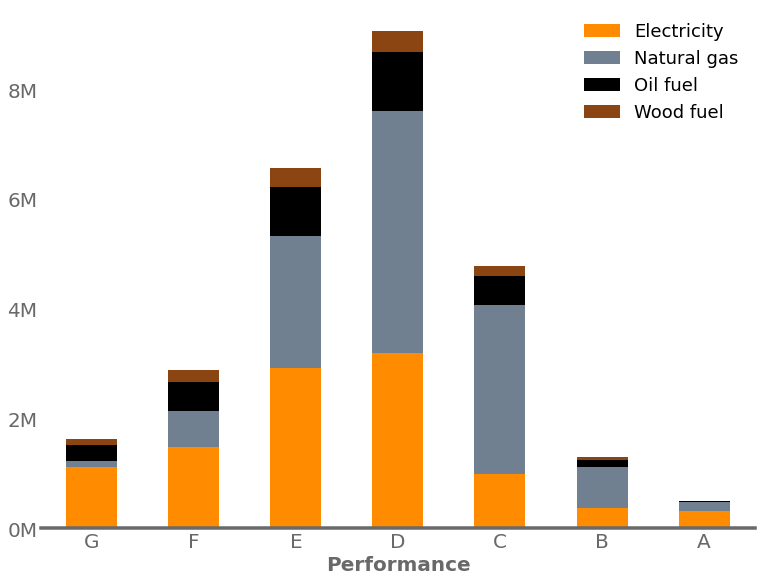 Electricity
Natural gas
Oil fuel
Wood fuel
8M
6M
4M
2M
0M
G F E D C B A
Performance